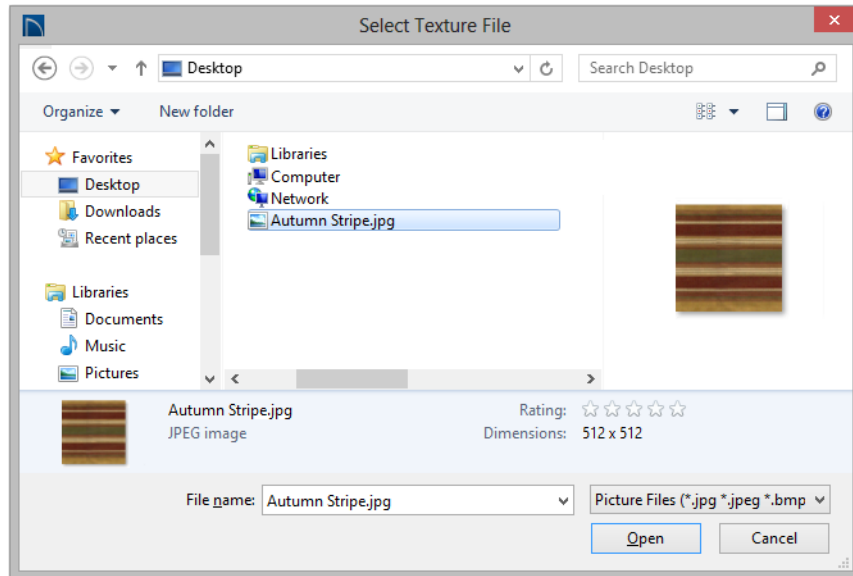 Select Texture File
Desktop
Search Desktop
Organize
New folder
Favorites
Desktop
Downloads
Recent places
Libraries
Documents
Music
Pictures
Libraries
Computer
Network
Autumn Stripe.jpg
Autumn Stripe.jpg
JPEG image
Rating:
Dimensions: 512 x 512
File name: Autumn Stripe.jpg
Picture Files (*.jpg *.jpeg *.bmp
Open
Cancel